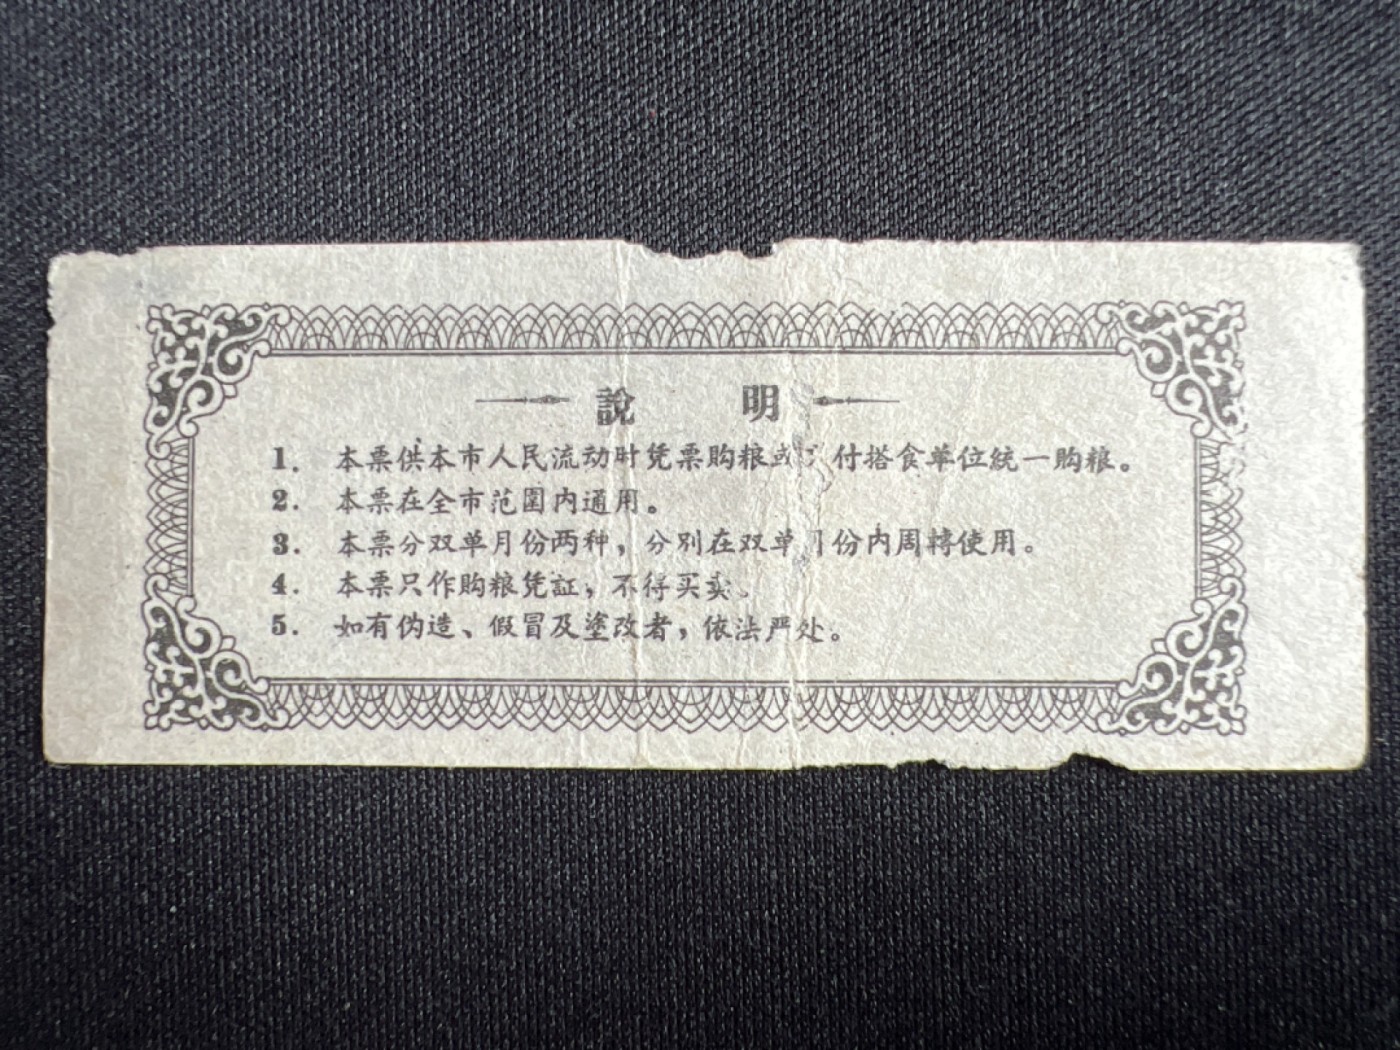 說 明
1. 本票供本市人民流动时凭票购粮或 付搭食单位統一购粮。
2. 本票在全市范圍内通用。
3. 本票分双单月份两种，分別在双单月份内周轉使用。
4. 本票只作购粮凭証，不得买卖。
5. 如有伪造、假冒及塗改者，依法严处。